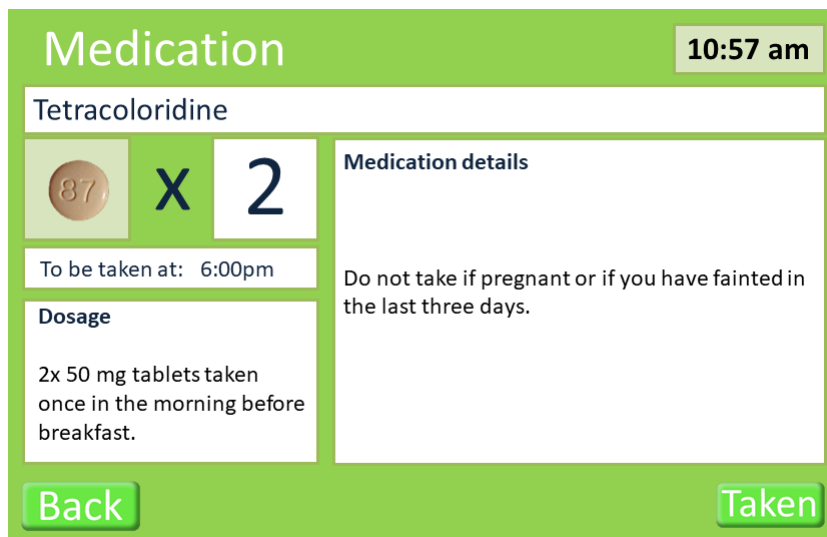 Medication
10:57 am
Tetracoloridine
87
X
2
To be taken at: 6:00pm
Dosage
2x 50 mg tablets taken
once in the morning before
breakfast.
Medication details
Do not take if pregnant or if you have fainted in
the last three days.
Back
Taken